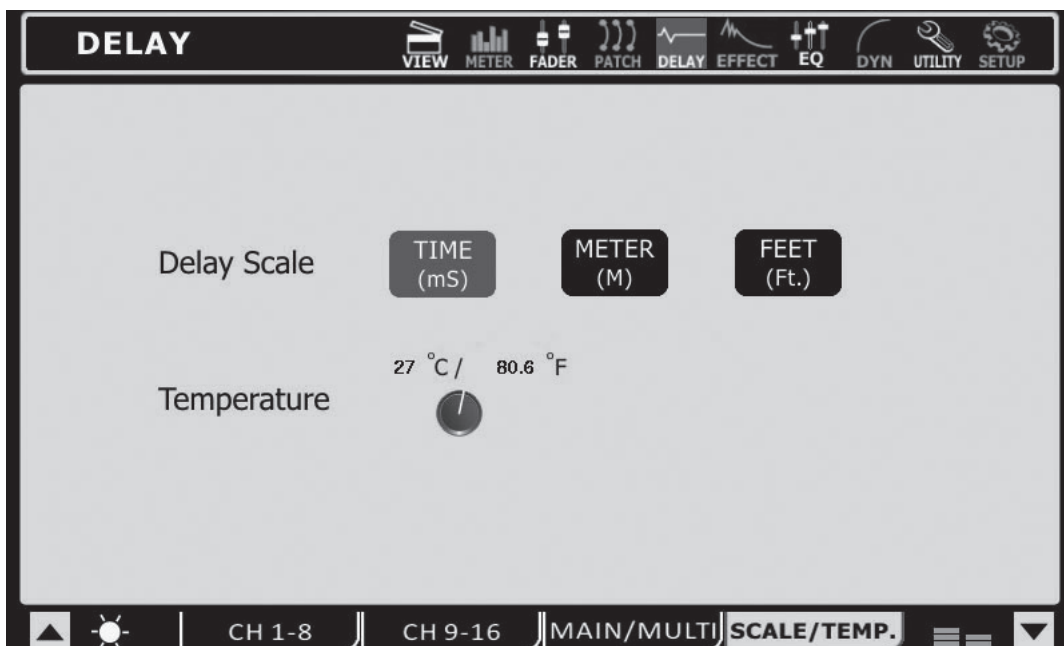 DELAY
VIEW METER FADER PATCH DELAY EFFECT EQ DYN UTILITY SETUP
Delay Scale
TIME
(mS)
METER
(M)
FEET
(Ft.)
27 °C / 80.6 °F
Temperature
CH 1-8 CH 9-16 MAIN/MULTI SCALE/TEMP.